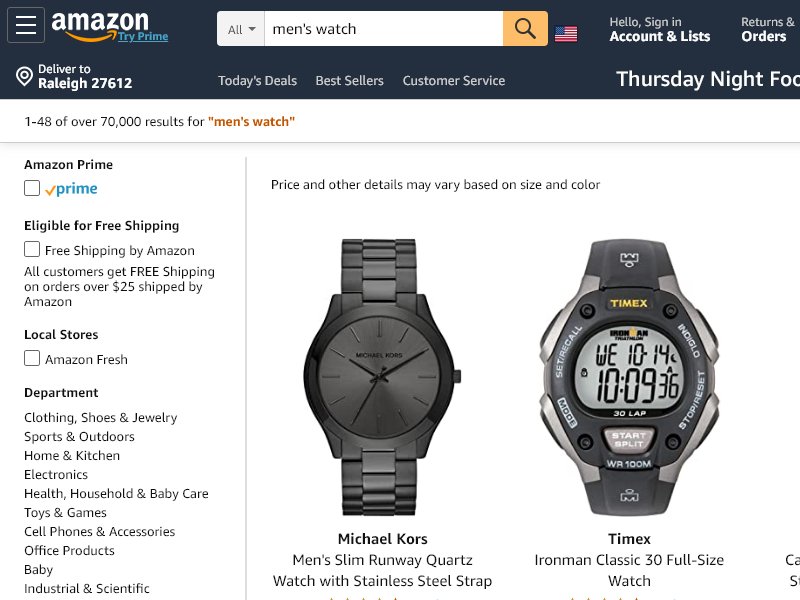 amazon
Try Prime
All
men's watch
Hello, Sign in
Account & Lists
Returns &
Orders
Deliver to
Raleigh 27612
Today's Deals
Best Sellers
Customer Service
Thursday Night Foo
1-48 of over 70,000 results for "men's watch"
Amazon Prime
prime
Eligible for Free Shipping
Free Shipping by Amazon
All customers get FREE Shipping
on orders over $25 shipped by
Amazon
Local Stores
Amazon Fresh
Department
Clothing, Shoes & Jewelry
Sports & Outdoors
Home & Kitchen
Electronics
Health, Household & Baby Care
Toys & Games
Cell Phones & Accessories
Office Products
Baby
Industrial & Scientific
Price and other details may vary based on size and color
MICHAEL KORS
Michael Kors
Men's Slim Runway Quartz
Watch with Stainless Steel Strap
TIMEX
IRONMAN
TRIATHLON
SET/RECALL
INDIGLO
WE 10-14
10:09 36
MODE
STOP/RESET
30 LAP
START
SPLIT
WR 100M
Timex
Ironman Classic 30 Full-Size
Watch
Ca
St